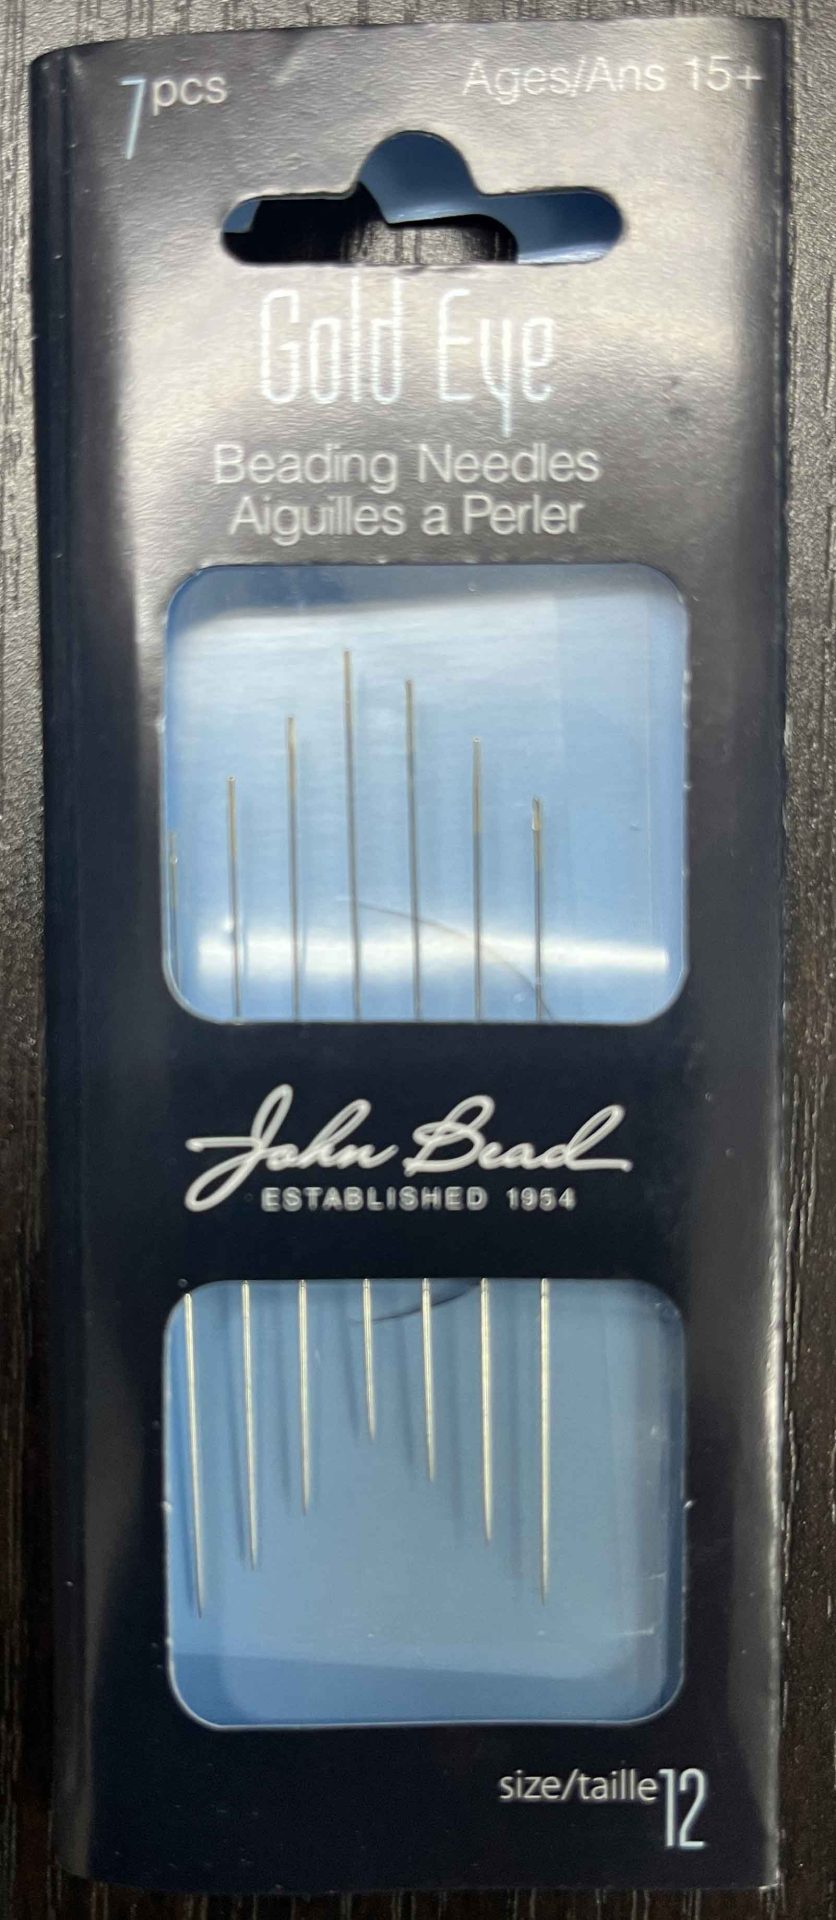 7pcs
Ages/Ans 15+
Gold Eye
Beading Needles
Aiguilles a Perler
John Bead
ESTABLISHED 1954
size/taille 12